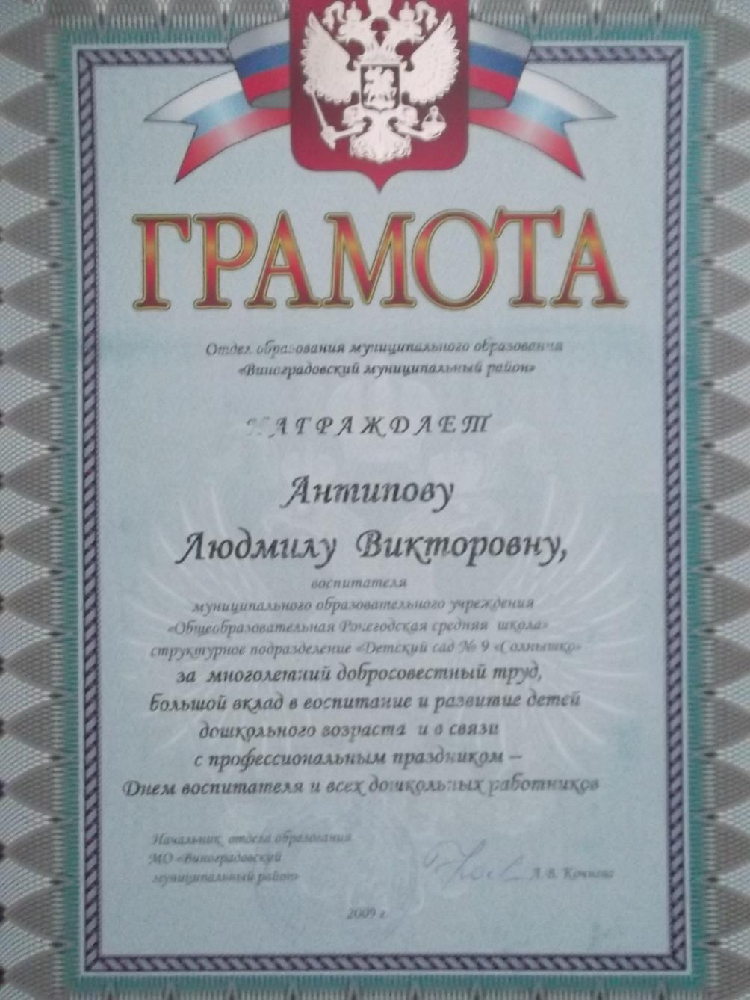 ГРАМОТА
Отдел образования муниципального образования
«Виноградовский муниципальный район»
НАГРАЖДАЕТ
Антипову
Людмилу Викторовну,
воспитателя
муниципального образовательного учреждения
«Общеобразовательная Рочегодская средняя школа»
структурное подразделение «Детский сад № 9 «Солнышко»
за многолетний добросовестный труд,
большой вклад в воспитание и развитие детей
дошкольного возраста и в связи
с профессиональным праздником –
Днем воспитателя и всех дошкольных работников
Начальник отдела образования
МО «Виноградовский
муниципальный район»
2009 г.